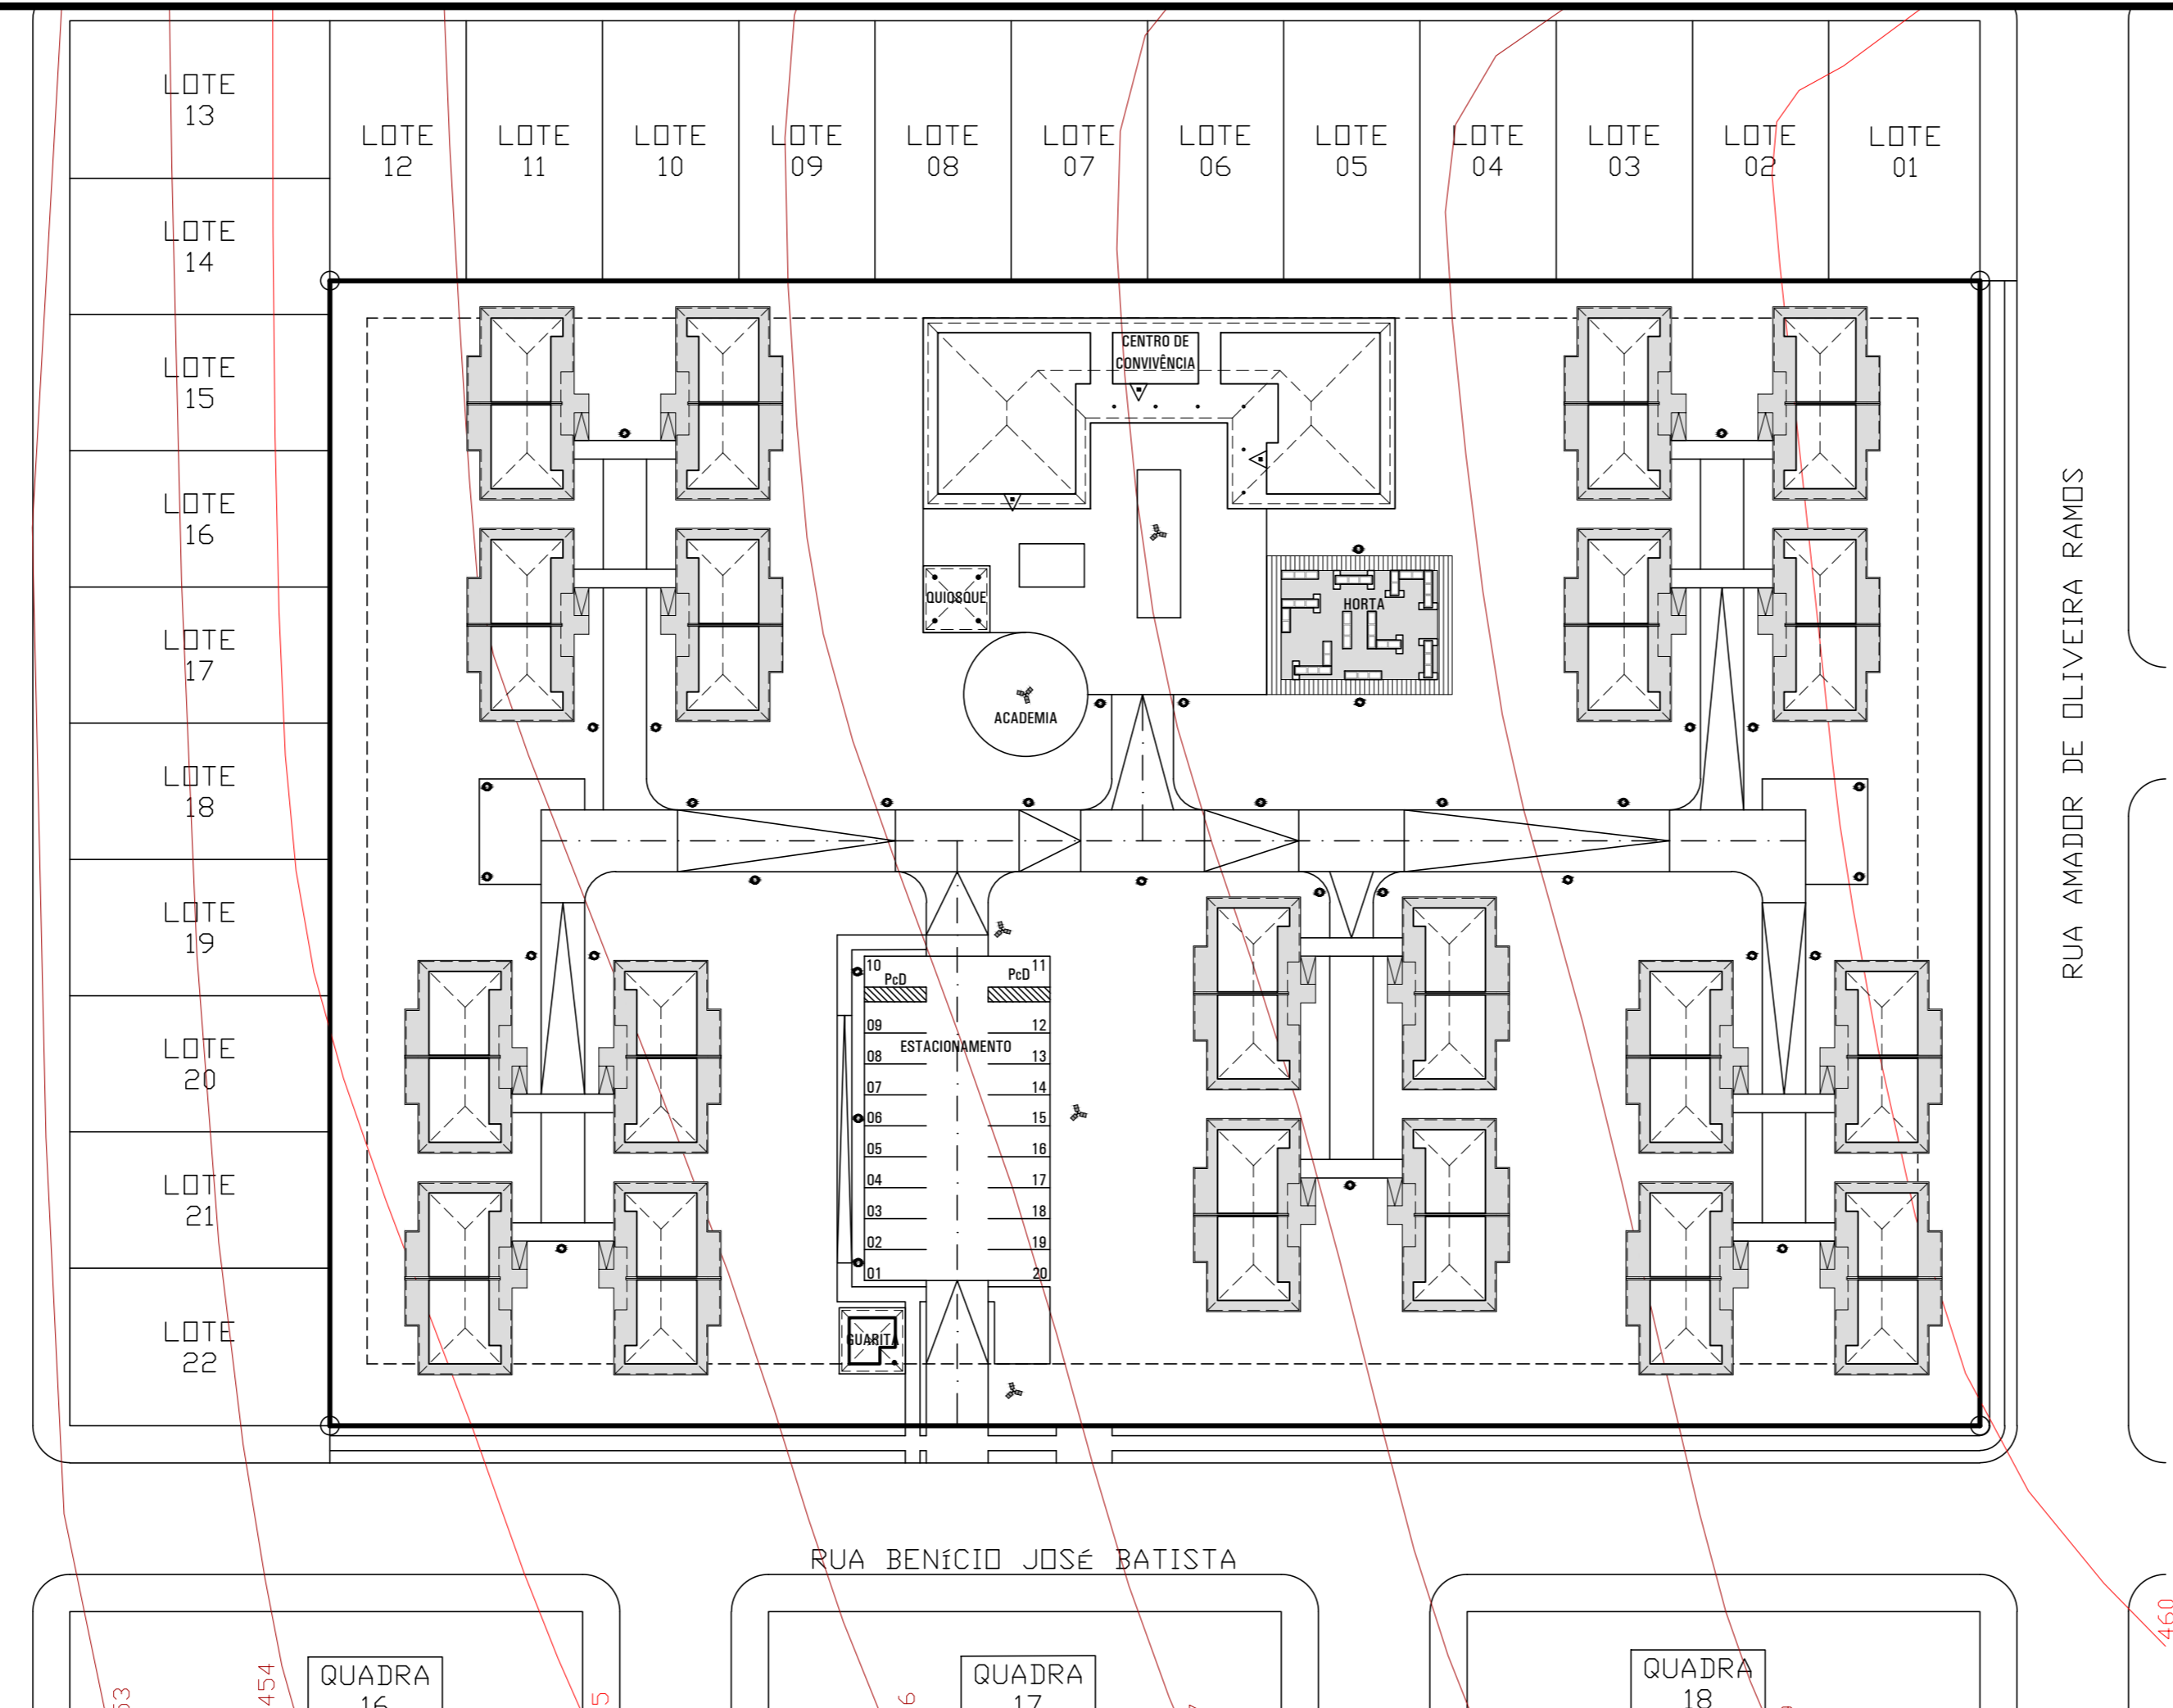 LOTE
13
LOTE
12
LOTE
11
LOTE
10
LOTE
09
LOTE
08
LOTE
07
LOTE
06
LOTE
05
LOTE
04
LOTE
03
LOTE
02
LOTE
01
LOTE
14
LOTE
15
LOTE
16
LOTE
17
LOTE
18
LOTE
19
LOTE
20
LOTE
21
LOTE
22
CENTRO DE
CONVIVÊNCIA
QUIOSQUE
HORTA
ACADEMIA
RUA AMADOR DE OLIVEIRA RAMOS
10
PcD
PcD
11
09
12
ESTACIONAMENTO
08
13
07
14
06
15
05
16
04
17
03
18
02
19
01
20
GUARITA
RUA BENíCIO JOSé BATISTA
QUADRA
16
QUADRA
17
QUADRA
18
53
454
5
6
460